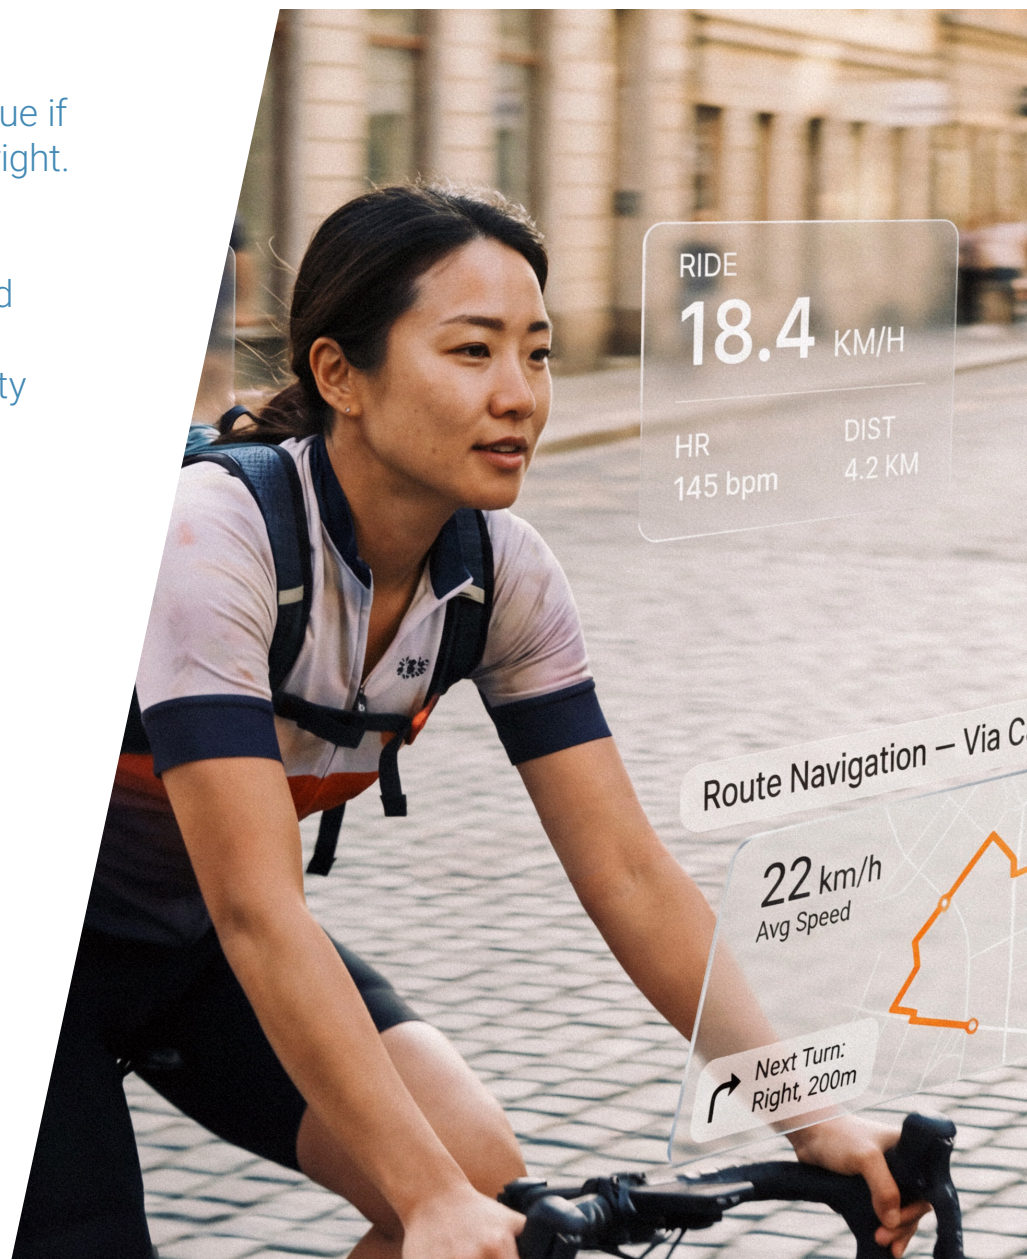 ue if
ight.
d
ty
RIDE
18.4 KM/H
HR
145 bpm
DIST
4.2 KM
Route Navigation – Via C
22 km/h
Avg Speed
Next Turn:
Right, 200m